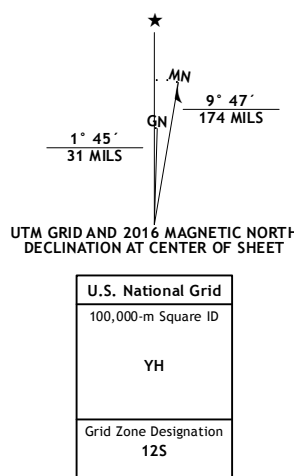 ★
MN
GN
9° 47´
174 MILS
1° 45´
31 MILS
UTM GRID AND 2016 MAGNETIC NORTH
DECLINATION AT CENTER OF SHEET
U.S. National Grid
100,000-m Square ID
YH
Grid Zone Designation
12S